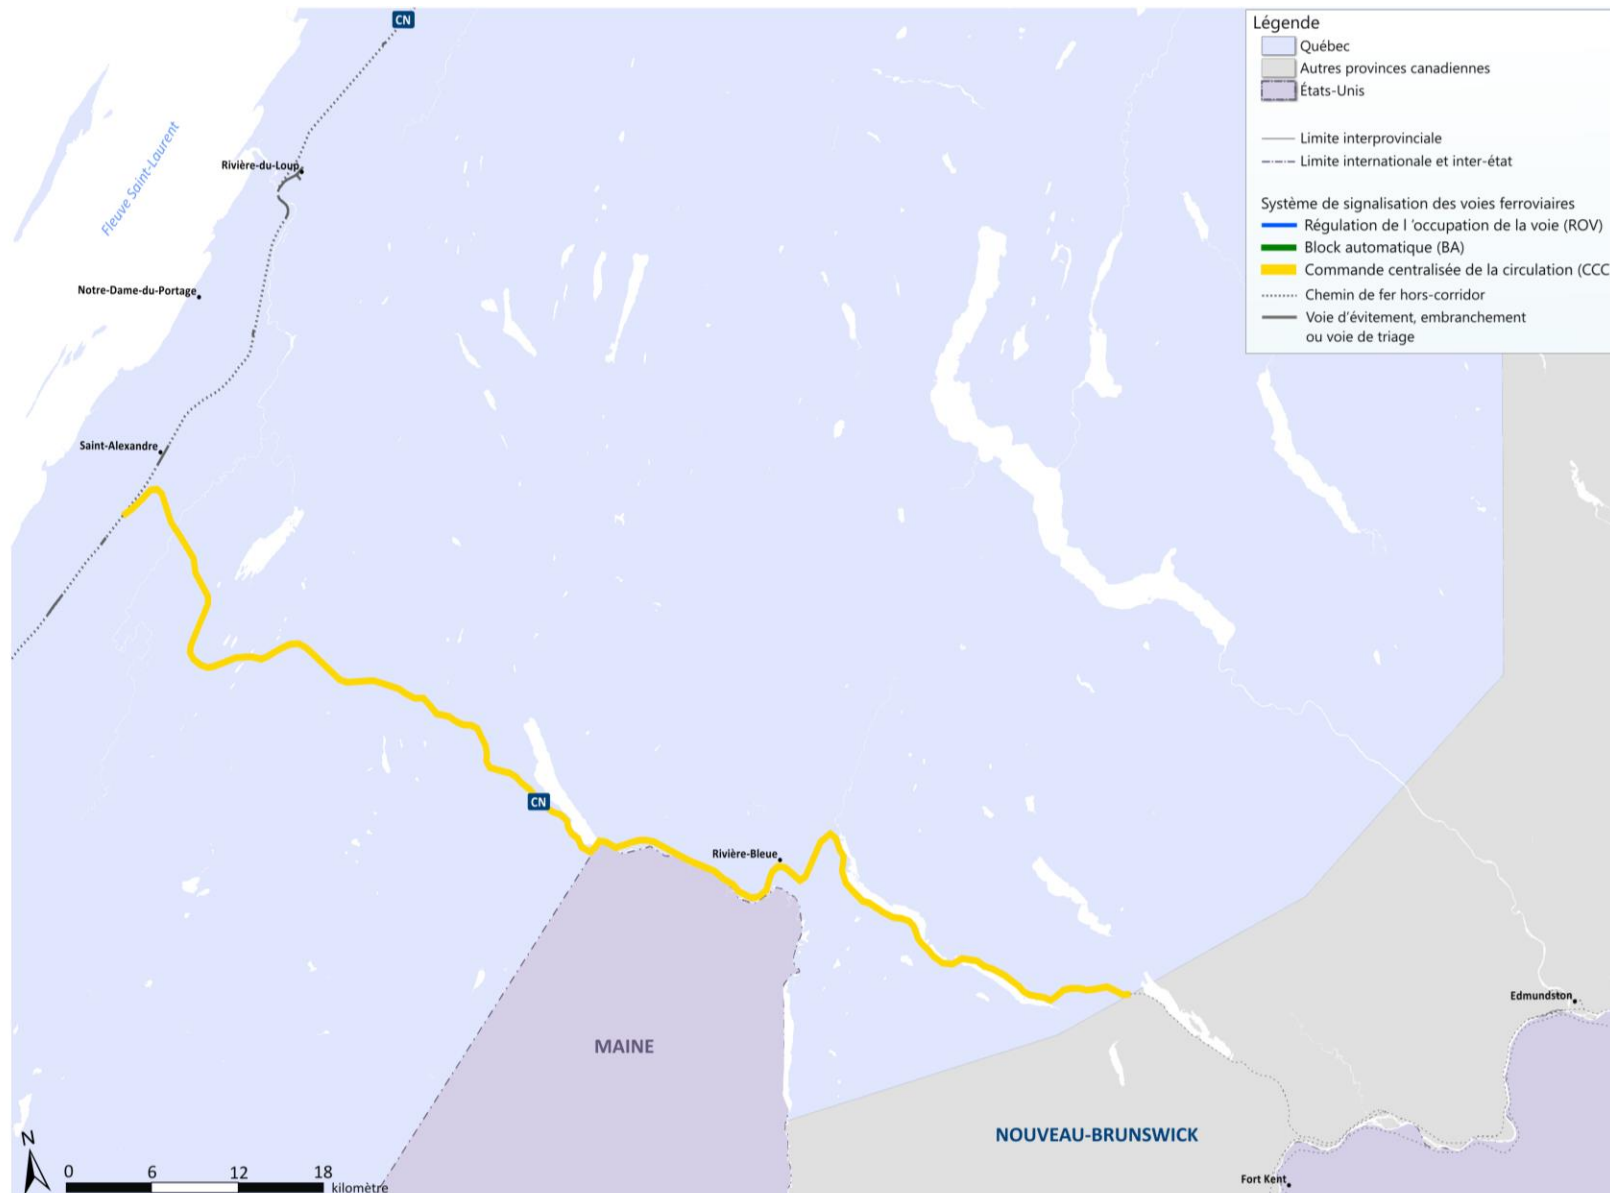 CN
Légende
Québec
Autres provinces canadiennes
États-Unis
Limite interprovinciale
Limite internationale et inter-état
Système de signalisation des voies ferroviaires
Régulation de l 'occupation de la voie (ROV)
Block automatique (BA)
Commande centralisée de la circulation (CCC
Chemin de fer hors-corridor
Voie d'évitement, embranchement
ou voie de triage
Fleuve Saint-Laurent
Rivière-du-Loup
Notre-Dame-du-Portage
Saint-Alexandre
CN
Rivière-Bleue
Edmundston
MAINE
NOUVEAU-BRUNSWICK
Fort Kent
N
0 6 12 18
kilomètre